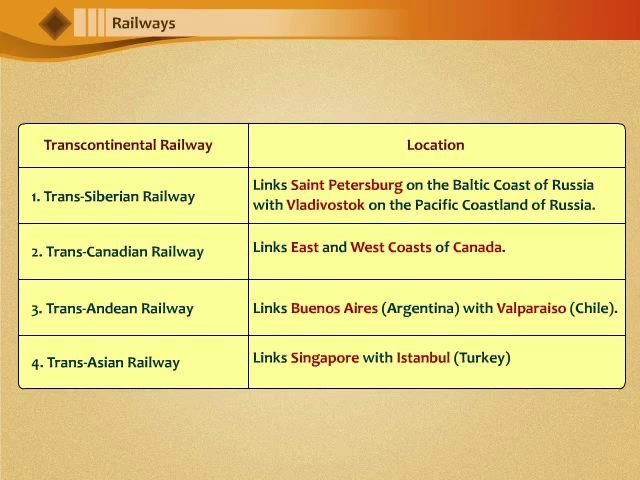 Railways
Transcontinental Railway
Location
1. Trans-Siberian Railway
Links Saint Petersburg on the Baltic Coast of Russia
with Vladivostok on the Pacific Coastland of Russia.
2. Trans-Canadian Railway
Links East and West Coasts of Canada.
3. Trans-Andean Railway
Links Buenos Aires (Argentina) with Valparaiso (Chile).
4. Trans-Asian Railway
Links Singapore with Istanbul (Turkey)